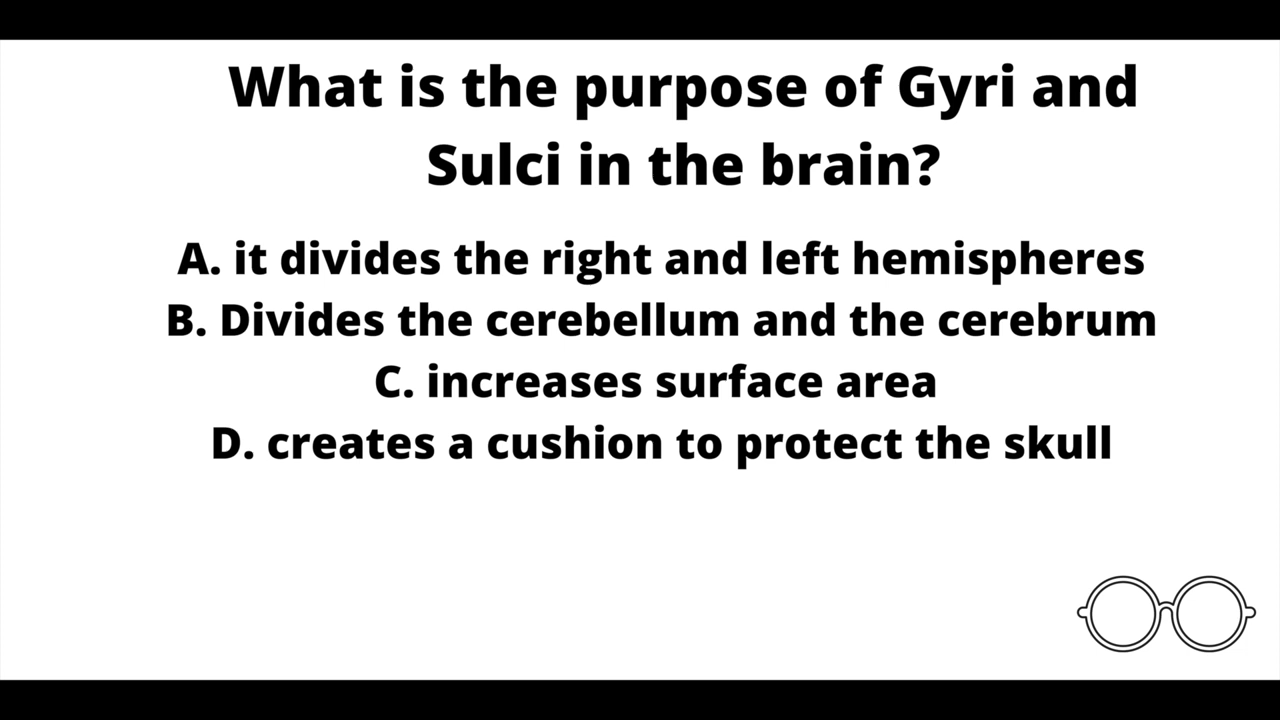 What is the purpose of Gyri and
Sulci in the brain?
A. it divides the right and left hemispheres
B. Divides the cerebellum and the cerebrum
C. increases surface area
D. creates a cushion to protect the skull